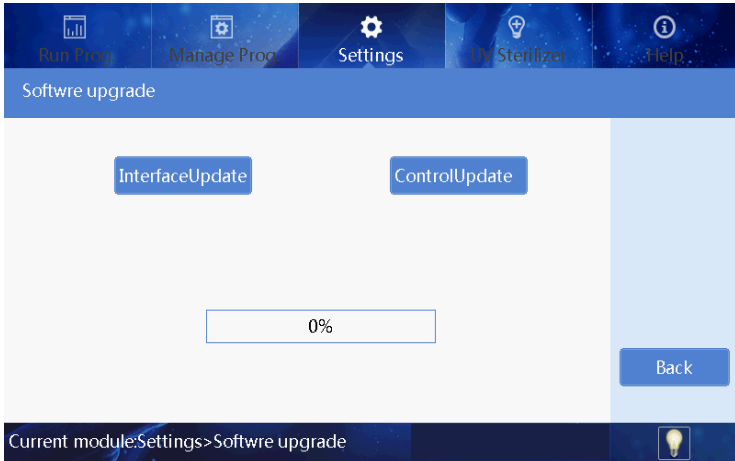 Run Prog
Manage Prog
Settings
UV Sterilizer
Help
Softwre upgrade
InterfaceUpdate
ControlUpdate
0%
Back
Current module:Settings>Softwre upgrade